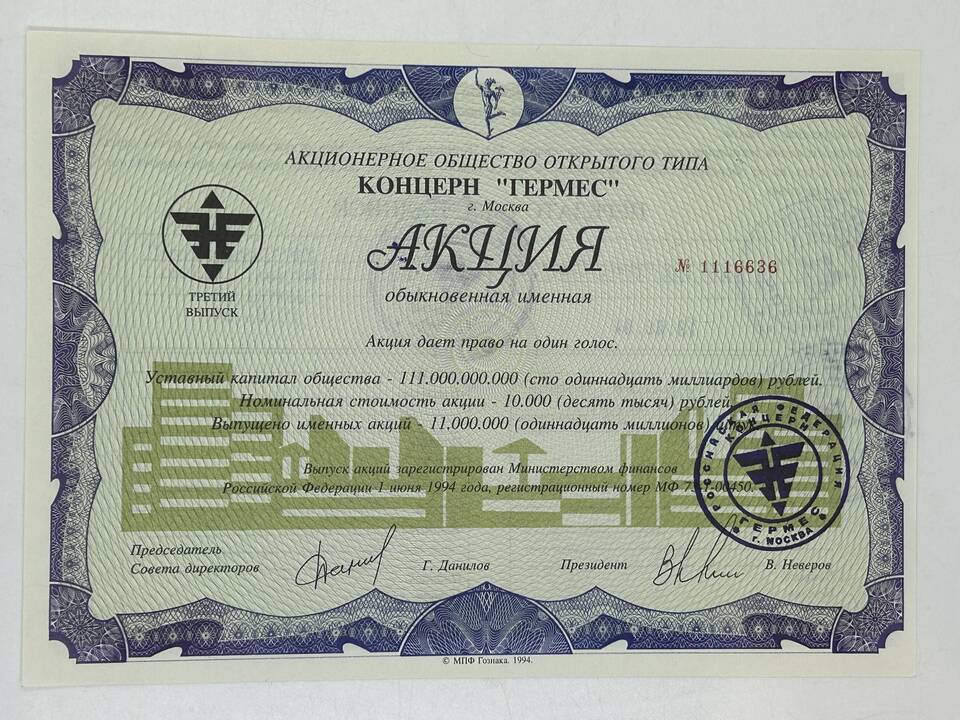 АКЦИОНЕРНОЕ ОБЩЕСТВО ОТКРЫТОГО ТИПА
КОНЦЕРН "ГЕРМЕС"
г. Москва
АКЦИЯ
№ 1116636
обыкновенная именная
ТРЕТИЙ
ВЫПУСК
Акция дает право на один голос.
Уставный капитал общества - 111.000.000.000 (сто одиннадцать миллиардов) рублей.
Номинальная стоимость акции - 10.000 (десять тысяч) рублей.
Выпущено именных акций - 11.000.000 (одиннадцать миллионов)
Выпуск акций зарегистрирован Министерством финансов
Российской Федерации 1 июня 1994 года, регистрационный номер МФ
РОССИЙСКАЯ ФЕДЕРАЦИЯ
КОНЦЕРН
ГЕРМЕС
г. МОСКВА
Председатель
Совета директоров
Г. Данилов
Президент
В. Неверов
© МПФ Гознака. 1994.